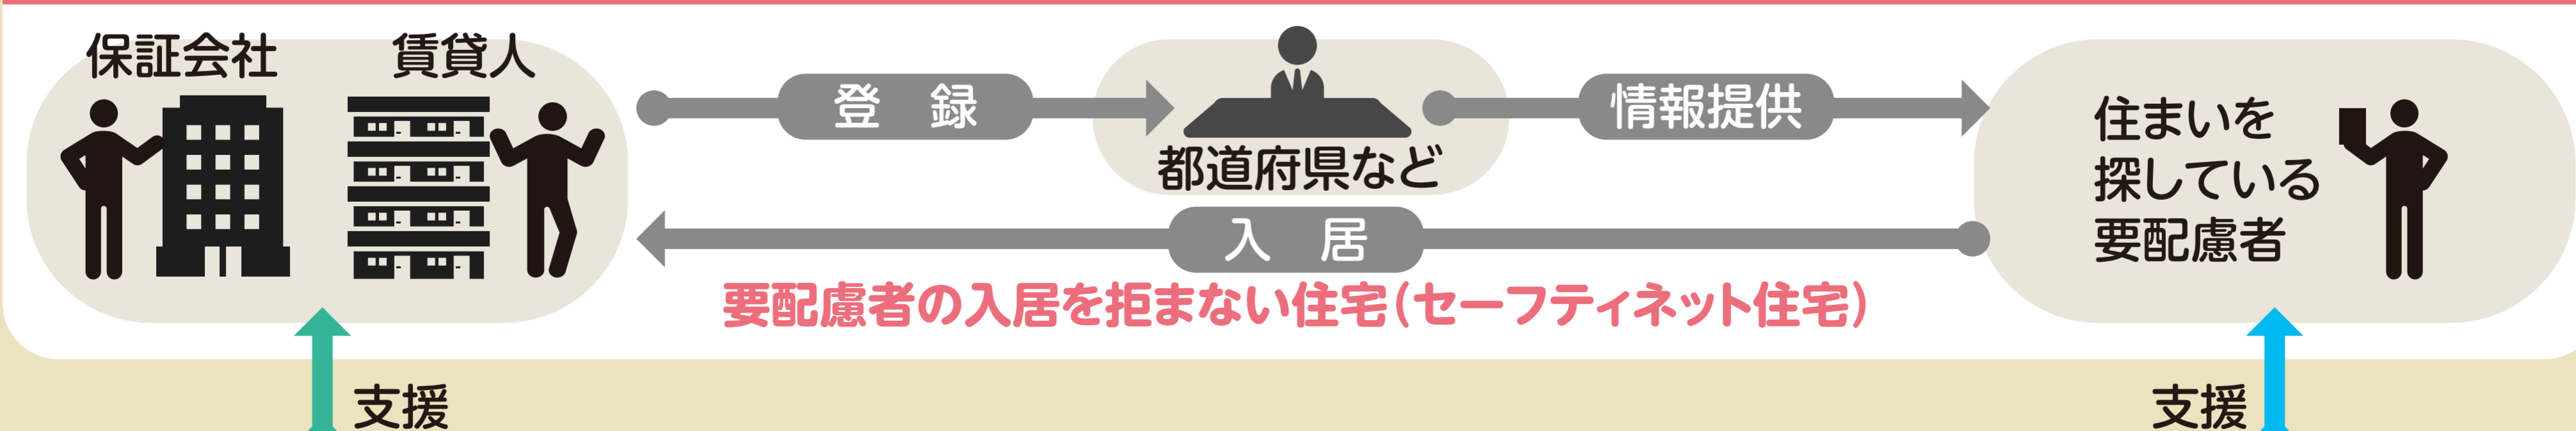 保証会社
賃貸人
登 録
都道府県など
情報提供
住まいを
探している
要配慮者
入 居
要配慮者の入居を拒まない住宅(セーフティネット住宅)
支援
支援